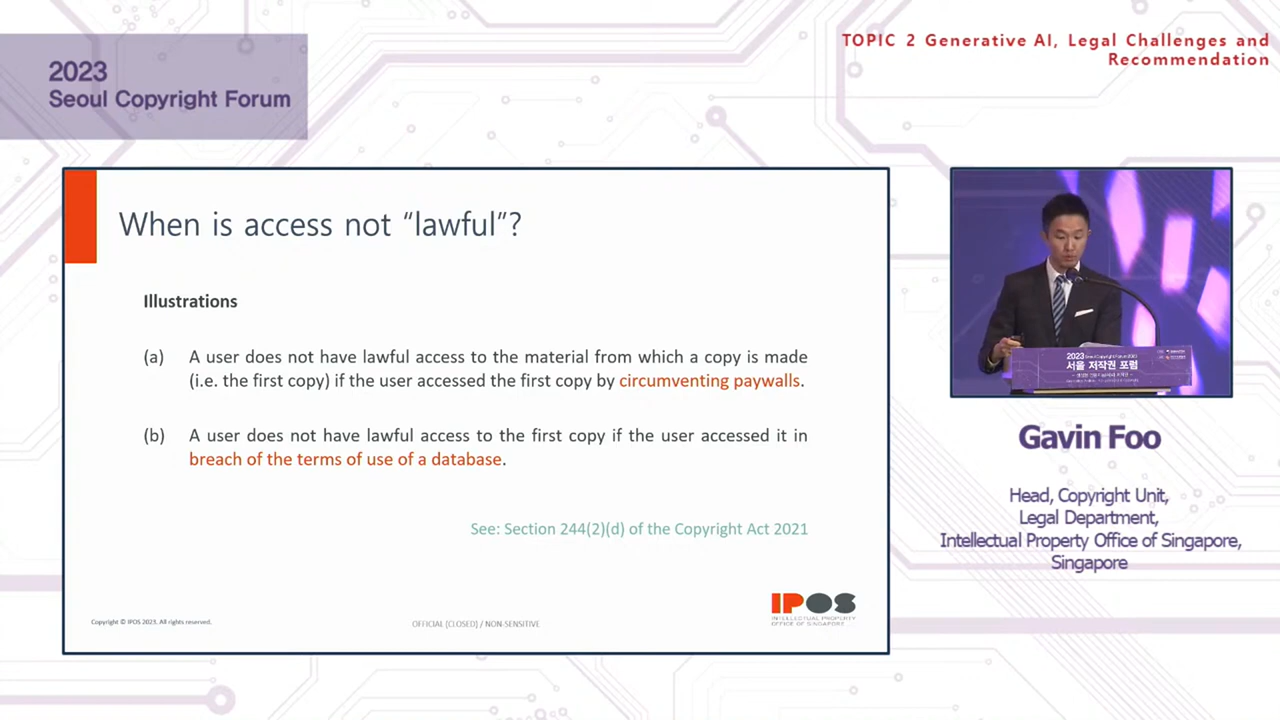 TOPIC 2 Generative AI, Legal Challenges and
Recommendation
2023
Seoul Copyright Forum
When is access not “lawful”?
Illustrations
(a) A user does not have lawful access to the material from which a copy is made
(i.e. the first copy) if the user accessed the first copy by circumventing paywalls.
(b) A user does not have lawful access to the first copy if the user accessed it in
breach of the terms of use of a database.
See: Section 244(2)(d) of the Copyright Act 2021
Copyright © IPOS 2023. All rights reserved.
OFFICIAL (CLOSED) / NON-SENSITIVE
IPOS
INTELLECTUAL PROPERTY
OFFICE OF SINGAPORE
2023
서울 저작권 포럼
Gavin Foo
Head, Copyright Unit,
Legal Department,
Intellectual Property Office of Singapore,
Singapore